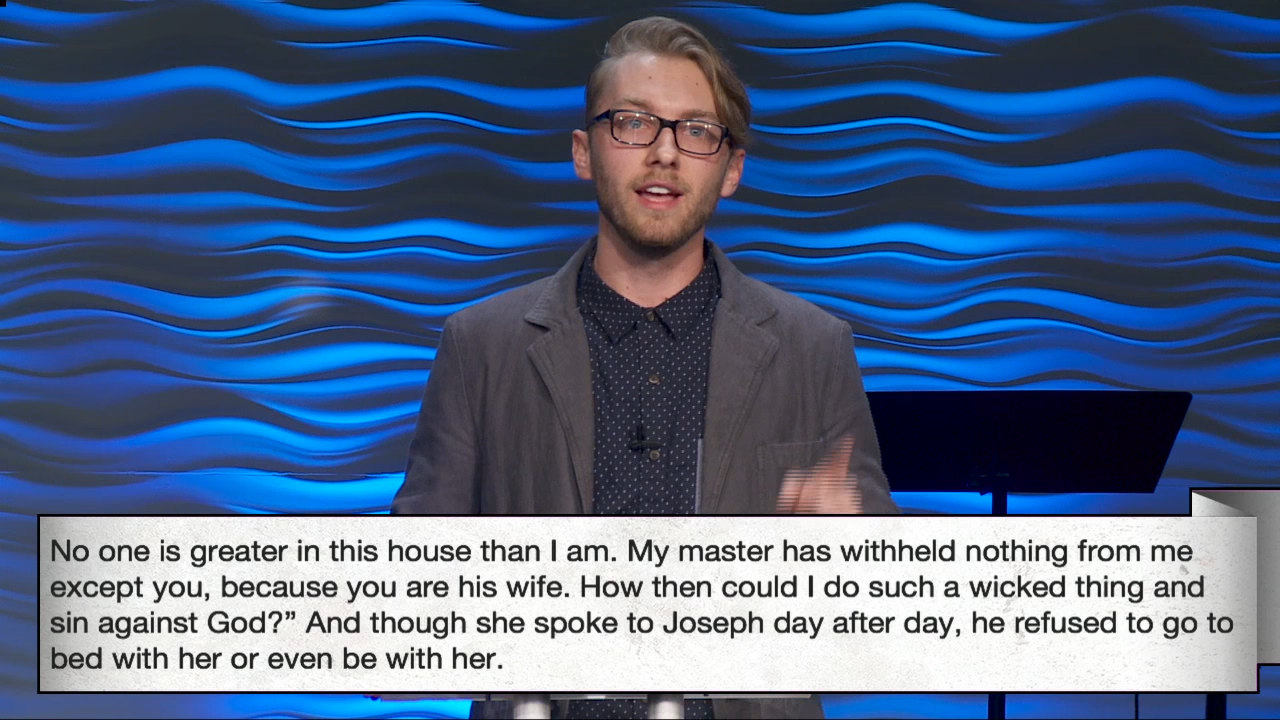 No one is greater in this house than I am. My master has withheld nothing from me
except you, because you are his wife. How then could I do such a wicked thing and
sin against God?” And though she spoke to Joseph day after day, he refused to go to
bed with her or even be with her.